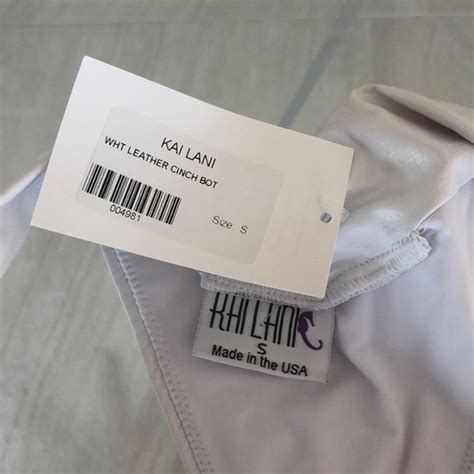 KAI LANI
WHT LEATHER CINCH BOT
004981
Size S
KAI LANI
S
Made in the USA